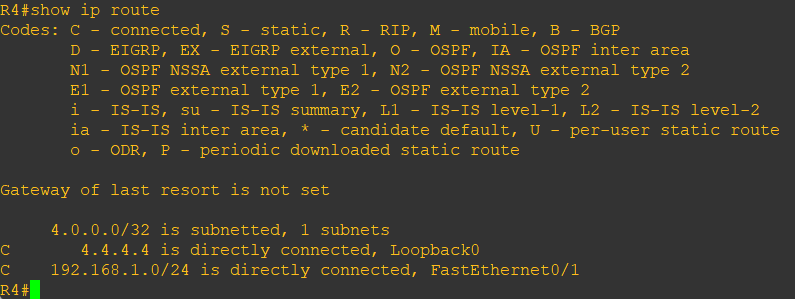 R4#show ip route
Codes: C - connected, S - static, R - RIP, M - mobile, B - BGP
D - EIGRP, EX - EIGRP external, O - OSPF, IA - OSPF inter area
N1 - OSPF NSSA external type 1, N2 - OSPF NSSA external type 2
E1 - OSPF external type 1, E2 - OSPF external type 2
i - IS-IS, su - IS-IS summary, L1 - IS-IS level-1, L2 - IS-IS level-2
ia - IS-IS inter area, * - candidate default, U - per-user static route
o - ODR, P - periodic downloaded static route
Gateway of last resort is not set
4.0.0.0/32 is subnetted, 1 subnets
C 4.4.4.4 is directly connected, Loopback0
C 192.168.1.0/24 is directly connected, FastEthernet0/1
R4#